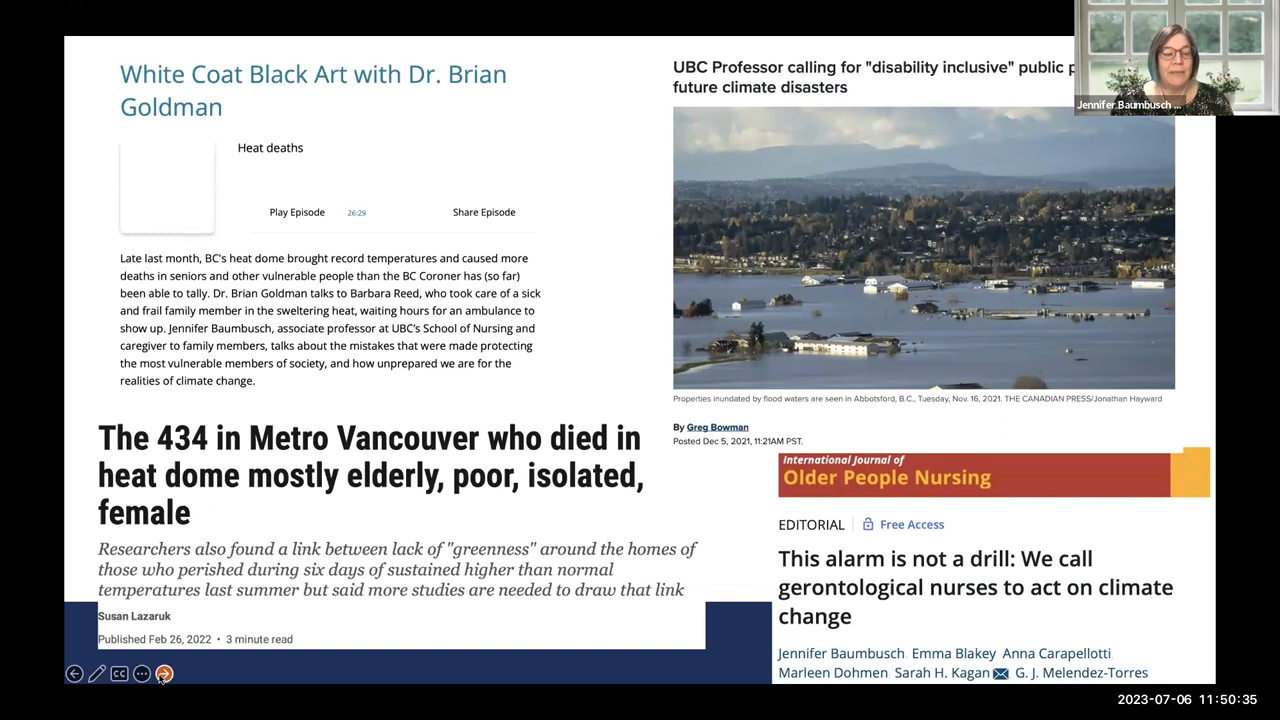 White Coat Black Art with Dr. Brian
Goldman
Heat deaths
Play Episode 26:29 Share Episode
Late last month, BC's heat dome brought record temperatures and caused more
deaths in seniors and other vulnerable people than the BC Coroner has (so far)
been able to tally. Dr. Brian Goldman talks to Barbara Reed, who took care of a sick
and frail family member in the sweltering heat, waiting hours for an ambulance to
show up. Jennifer Baumbusch, associate professor at UBC's School of Nursing and
caregiver to family members, talks about the mistakes that were made protecting
the most vulnerable members of society, and how unprepared we are for the
realities of climate change.
The 434 in Metro Vancouver who died in
heat dome mostly elderly, poor, isolated,
female
Researchers also found a link between lack of "greenness" around the homes of
those who perished during six days of sustained higher than normal
temperatures last summer but said more studies are needed to draw that link
Susan Lazaruk
Published Feb 26, 2022 • 3 minute read
CC
UBC Professor calling for "disability inclusive" public
future climate disasters
Jennifer Baumbusch ...
Properties inundated by flood waters are seen in Abbotsford, B.C., Tuesday, Nov. 16, 2021. THE CANADIAN PRESS/Jonathan Hayward
By Greg Bowman
Posted Dec 5, 2021, 11:21AM PST.
International Journal of
Older People Nursing
EDITORIAL Free Access
This alarm is not a drill: We call
gerontological nurses to act on climate
change
Jennifer Baumbusch Emma Blakey Anna Carapellotti
Marleen Dohmen Sarah H. Kagan G. J. Melendez-Torres
2023-07-06 11:50:35